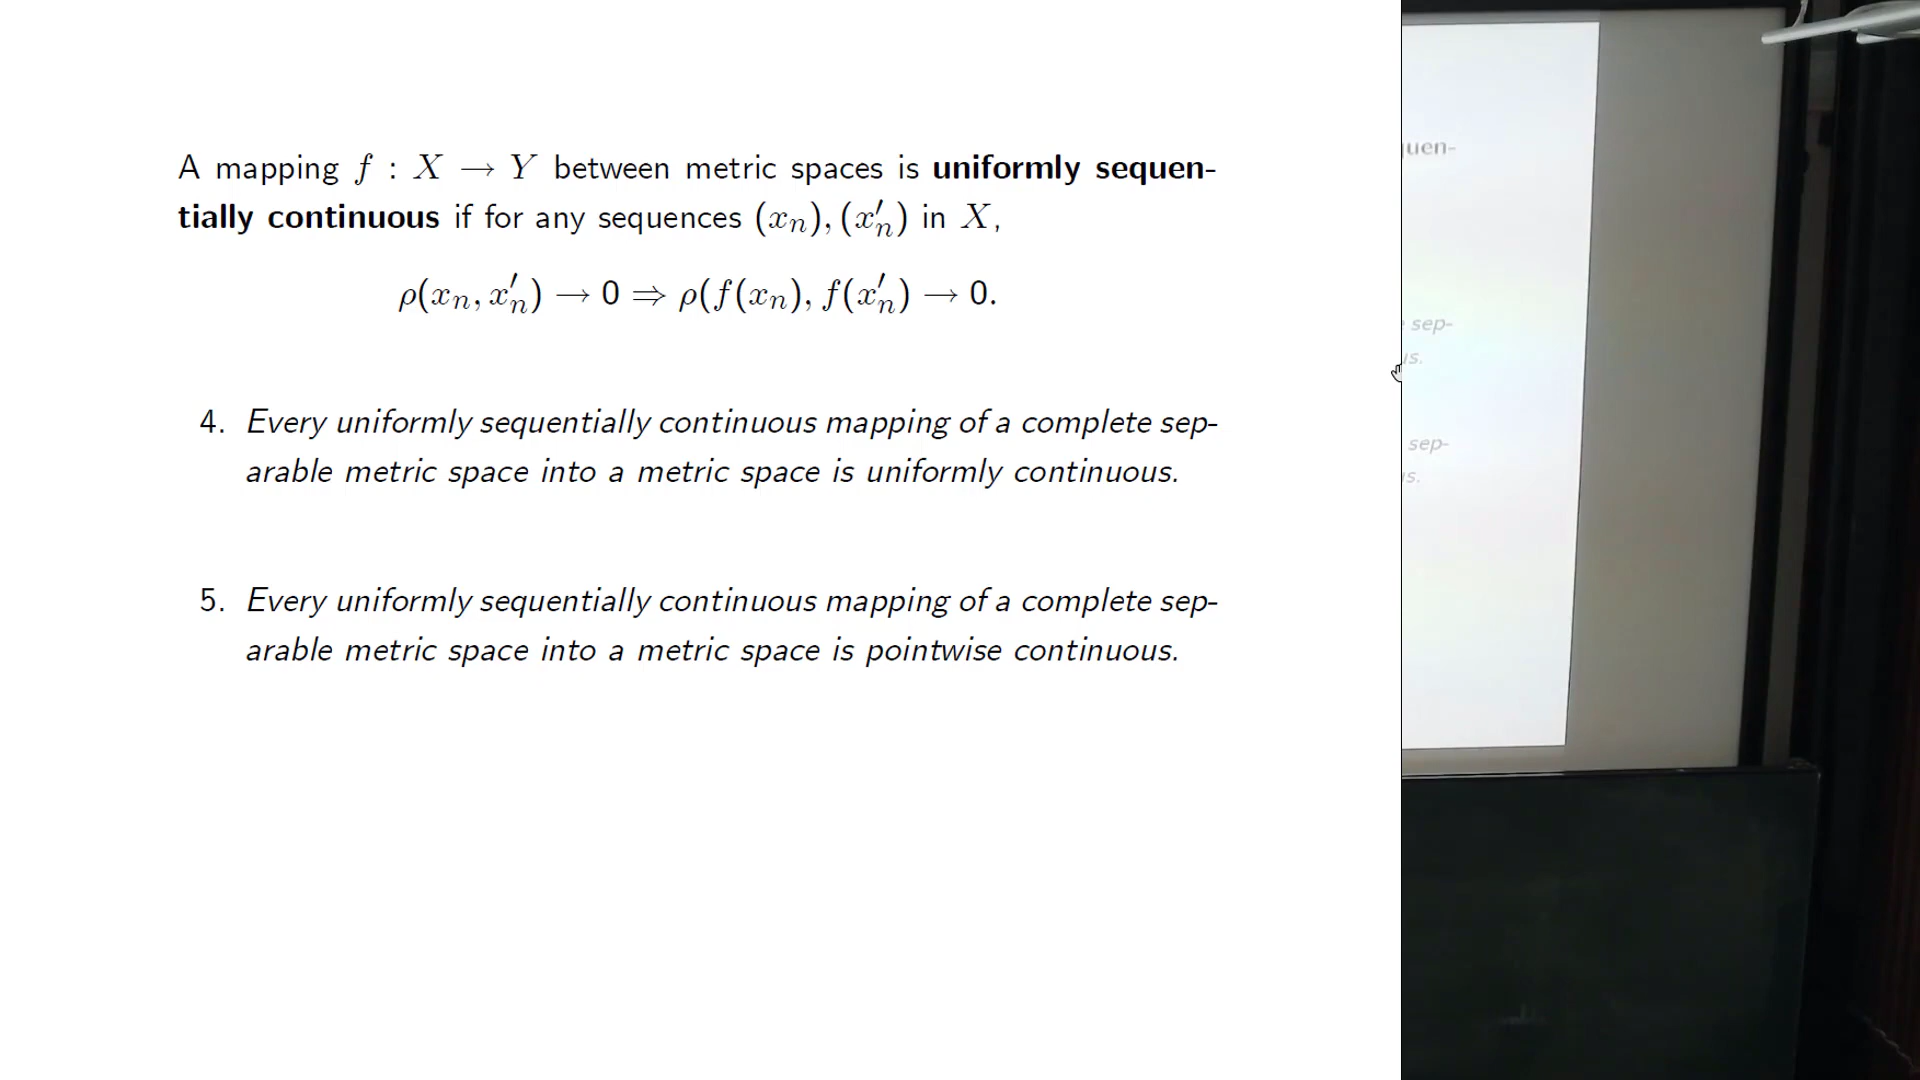 A mapping f : X → Y between metric spaces is uniformly sequen-
tially continuous if for any sequences (xₙ), (x′ₙ) in X,
ρ(xₙ, x′ₙ) → 0 ⇒ ρ(f(xₙ), f(x′ₙ) → 0.
4. Every uniformly sequentially continuous mapping of a complete sep-
arable metric space into a metric space is uniformly continuous.
5. Every uniformly sequentially continuous mapping of a complete sep-
arable metric space into a metric space is pointwise continuous.
uen-
sep-
us.
sep-
us.